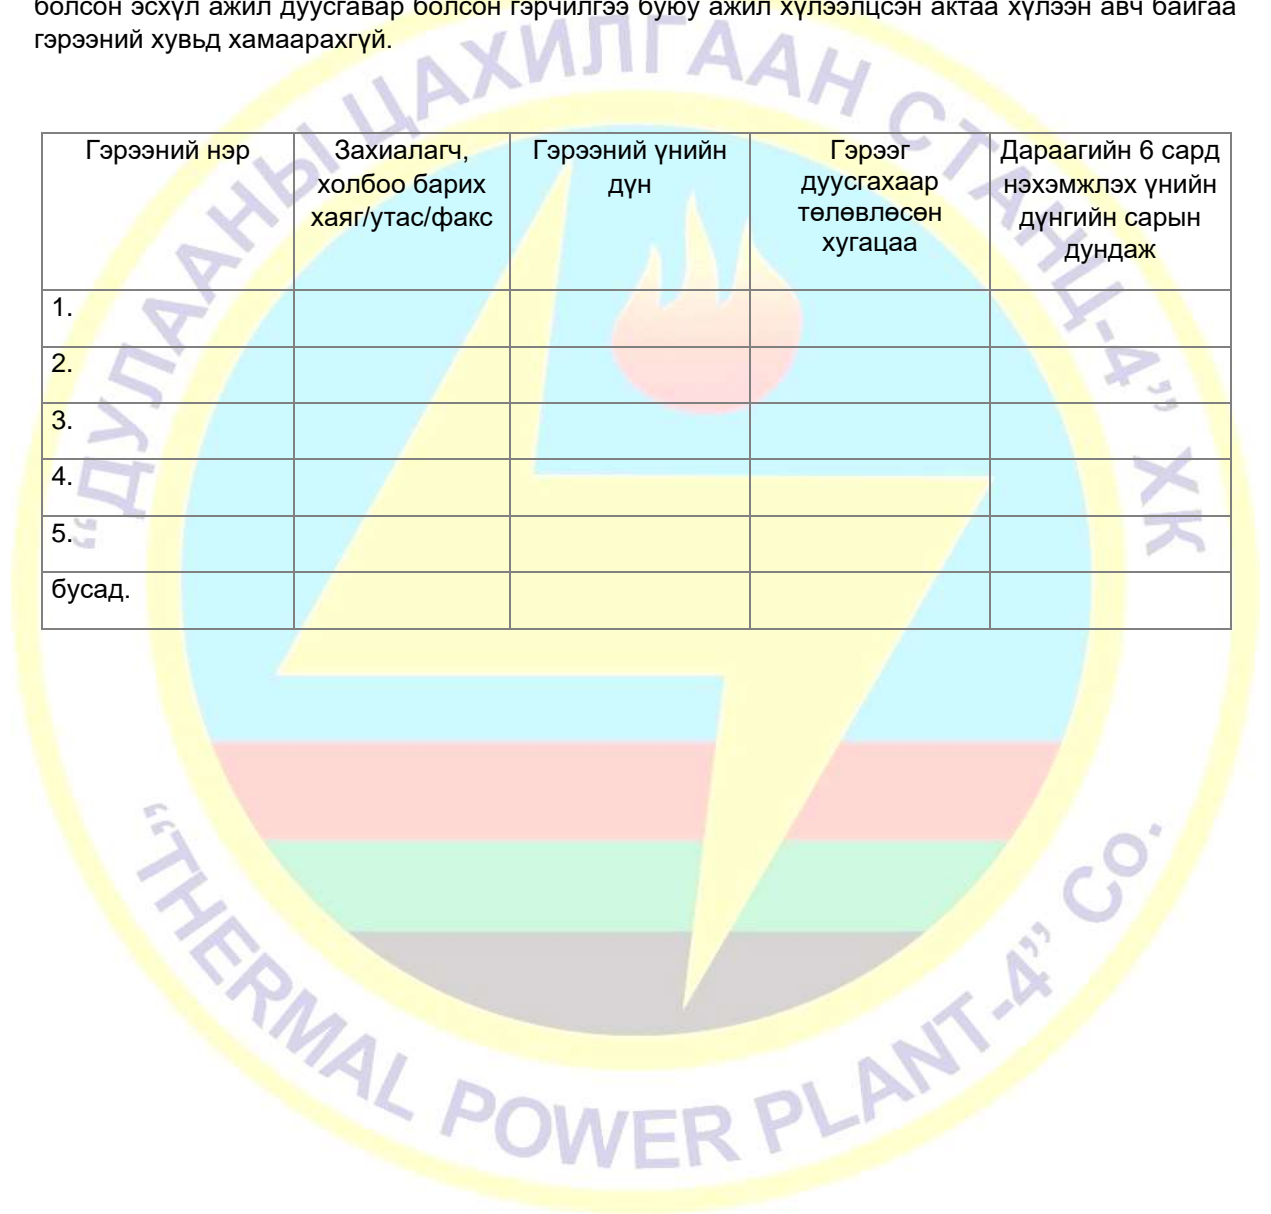 болсон эсхүл ажил дуусгавар болсон гэрчилгээ буюу ажил хүлээлцсэн актаа хүлээн авч байгаа
гэрээний хувьд хамаарахгүй.
Гэрээний нэр
Захиалагч,
холбоо барих
хаяг/утас/факс
Гэрээний үнийн
дүн
Гэрээг
дуусгахаар
төлөвлөсөн
хугацаа
Дараагийн 6 сард
нэхэмжлэх үнийн
дүнгийн сарын
дундаж
1.
2.
3.
4.
5.
бусад.
“ДУЛААНЫ ЦАХИЛГААН СТАНЦ-4” ХК
“THERMAL POWER PLANT-4” Co.